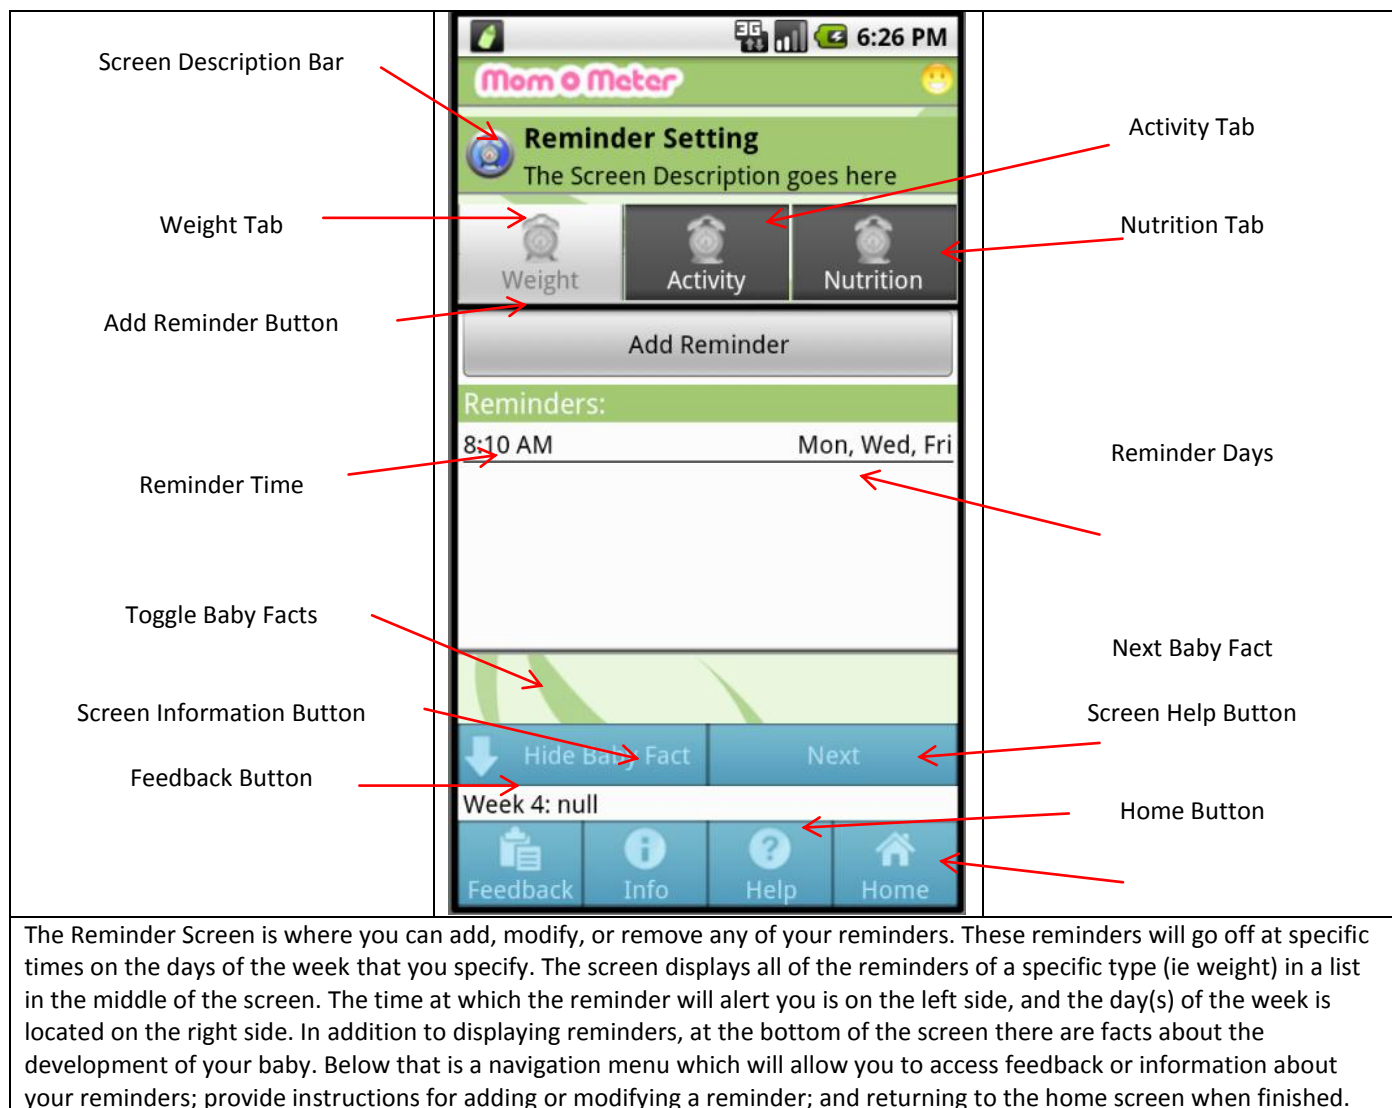 Screen Description Bar
Weight Tab
Add Reminder Button
Reminder Time
Toggle Baby Facts
Screen Information Button
Feedback Button
3G
6:26 PM
Mom O Meter
Reminder Setting
The Screen Description goes here
Weight
Activity
Nutrition
Add Reminder
Reminders:
8:10 AM
Mon, Wed, Fri
Hide Baby Fact
Next
Week 4: null
Feedback
Info
Help
Home
Activity Tab
Nutrition Tab
Reminder Days
Next Baby Fact
Screen Help Button
Home Button
The Reminder Screen is where you can add, modify, or remove any of your reminders. These reminders will go off at specific
times on the days of the week that you specify. The screen displays all of the reminders of a specific type (ie weight) in a list
in the middle of the screen. The time at which the reminder will alert you is on the left side, and the day(s) of the week is
located on the right side. In addition to displaying reminders, at the bottom of the screen there are facts about the
development of your baby. Below that is a navigation menu which will allow you to access feedback or information about
your reminders; provide instructions for adding or modifying a reminder; and returning to the home screen when finished.